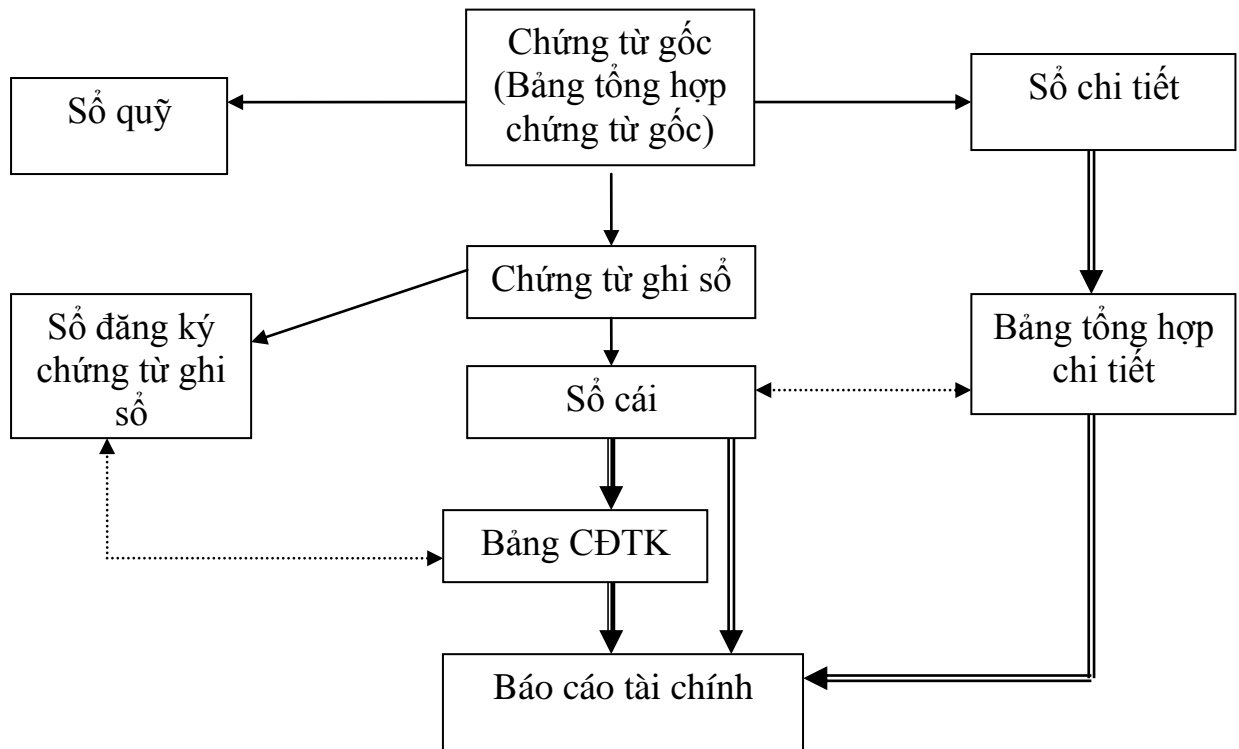 Chứng từ gốc
(Bảng tổng hợp
chứng từ gốc)
Sổ quỹ
Sổ chi tiết
Chứng từ ghi sổ
Sổ đăng ký
chứng từ ghi
sổ
Bảng tổng hợp
chi tiết
Sổ cái
Bảng CĐTK
Báo cáo tài chính